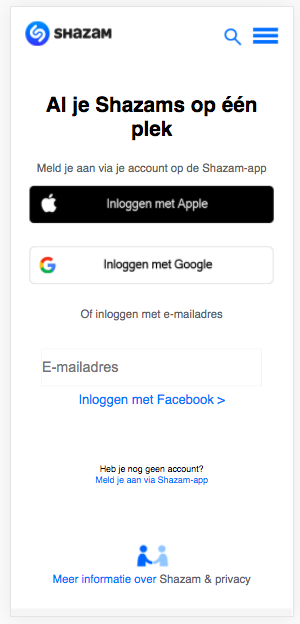 SHAZAM
Al je Shazams op één
plek
Meld je aan via je account op de Shazam-app
Inloggen met Apple
Inloggen met Google
Of inloggen met e-mailadres
E-mailadres
Inloggen met Facebook >
Heb je nog geen account?
Meld je aan via Shazam-app
Meer informatie over Shazam & privacy